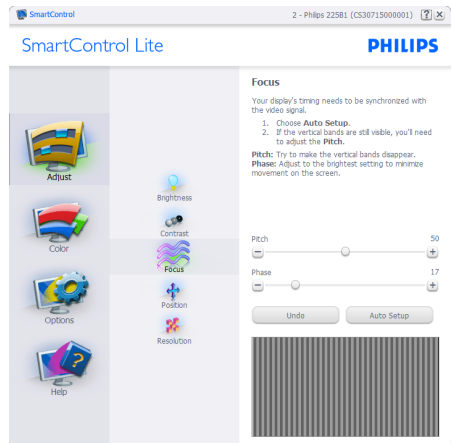 SmartControl
2 - Philips 225B1 (CS30715000001)
?
SmartControl Lite
PHILIPS
Adjust
Color
Options
Help
Brightness
Contrast
Focus
Position
Resolution
Focus
Your display's timing needs to be synchronized with
the video signal.
1. Choose Auto Setup.
2. If the vertical bands are still visible, you'll need
to adjust the Pitch.
Pitch: Try to make the vertical bands disappear.
Phase: Adjust to the brightest setting to minimize
movement on the screen.
Pitch 50
Phase 17
Undo
Auto Setup